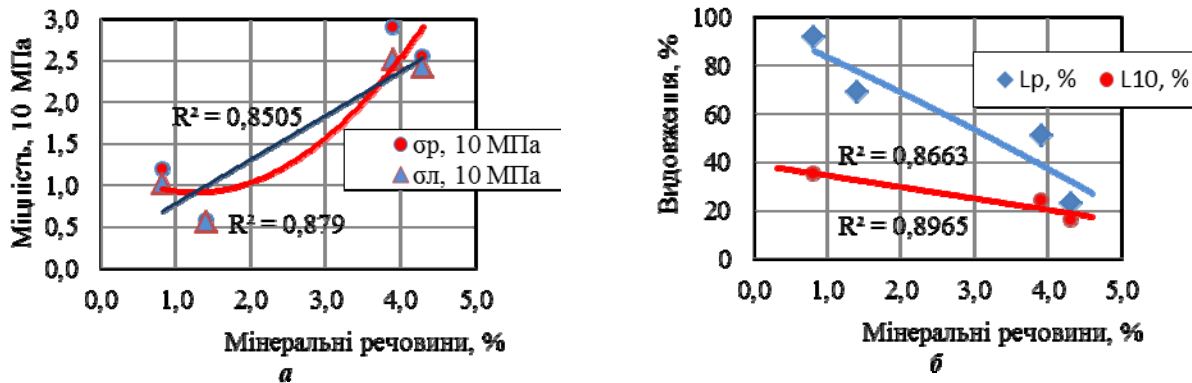 Міцність, 10 МПа
3,0
2,5
2,0
1,5
1,0
0,5
0,0
R² = 0,8505
R² = 0,879
σр, 10 МПа
σл, 10 МПа
0,0 1,0 2,0 3,0 4,0 5,0
Мінеральні речовини, %
а
Видовження, %
100
80
60
40
20
0
Lр, % L10, %
R² = 0,8663
R² = 0,8965
0,0 1,0 2,0 3,0 4,0 5,0
Мінеральні речовини, %
б